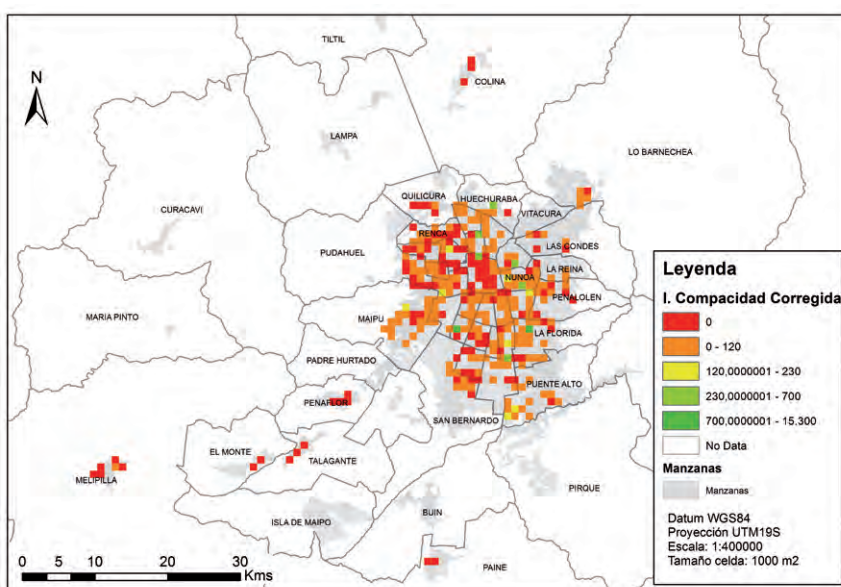 TILTIL
N
COLINA
LAMPA
LO BARNECHEA
CURACAVI
QUILICURA
HUECHURABA
VITACURA
RENCA
PUDAHUEL
LAS CONDES
LA REINA
NUNOA
PENALOLEN
MARIA PINTO
MAIPU
LA FLORIDA
PADRE HURTADO
PUENTE ALTO
PENAFLOR
SAN BERNARDO
EL MONTE
TALAGANTE
MELIPILLA
PIRQUE
ISLA DE MAIPO
BUIN
PAINE
0 5 10 20 30
Kms
Leyenda
I. Compacidad Corregida
0
0 - 120
120,0000001 - 230
230,0000001 - 700
700,0000001 - 15.300
No Data
Manzanas
Manzanas
Datum WGS84
Proyección UTM19S
Escala: 1:400000
Tamaño celda: 1000 m2